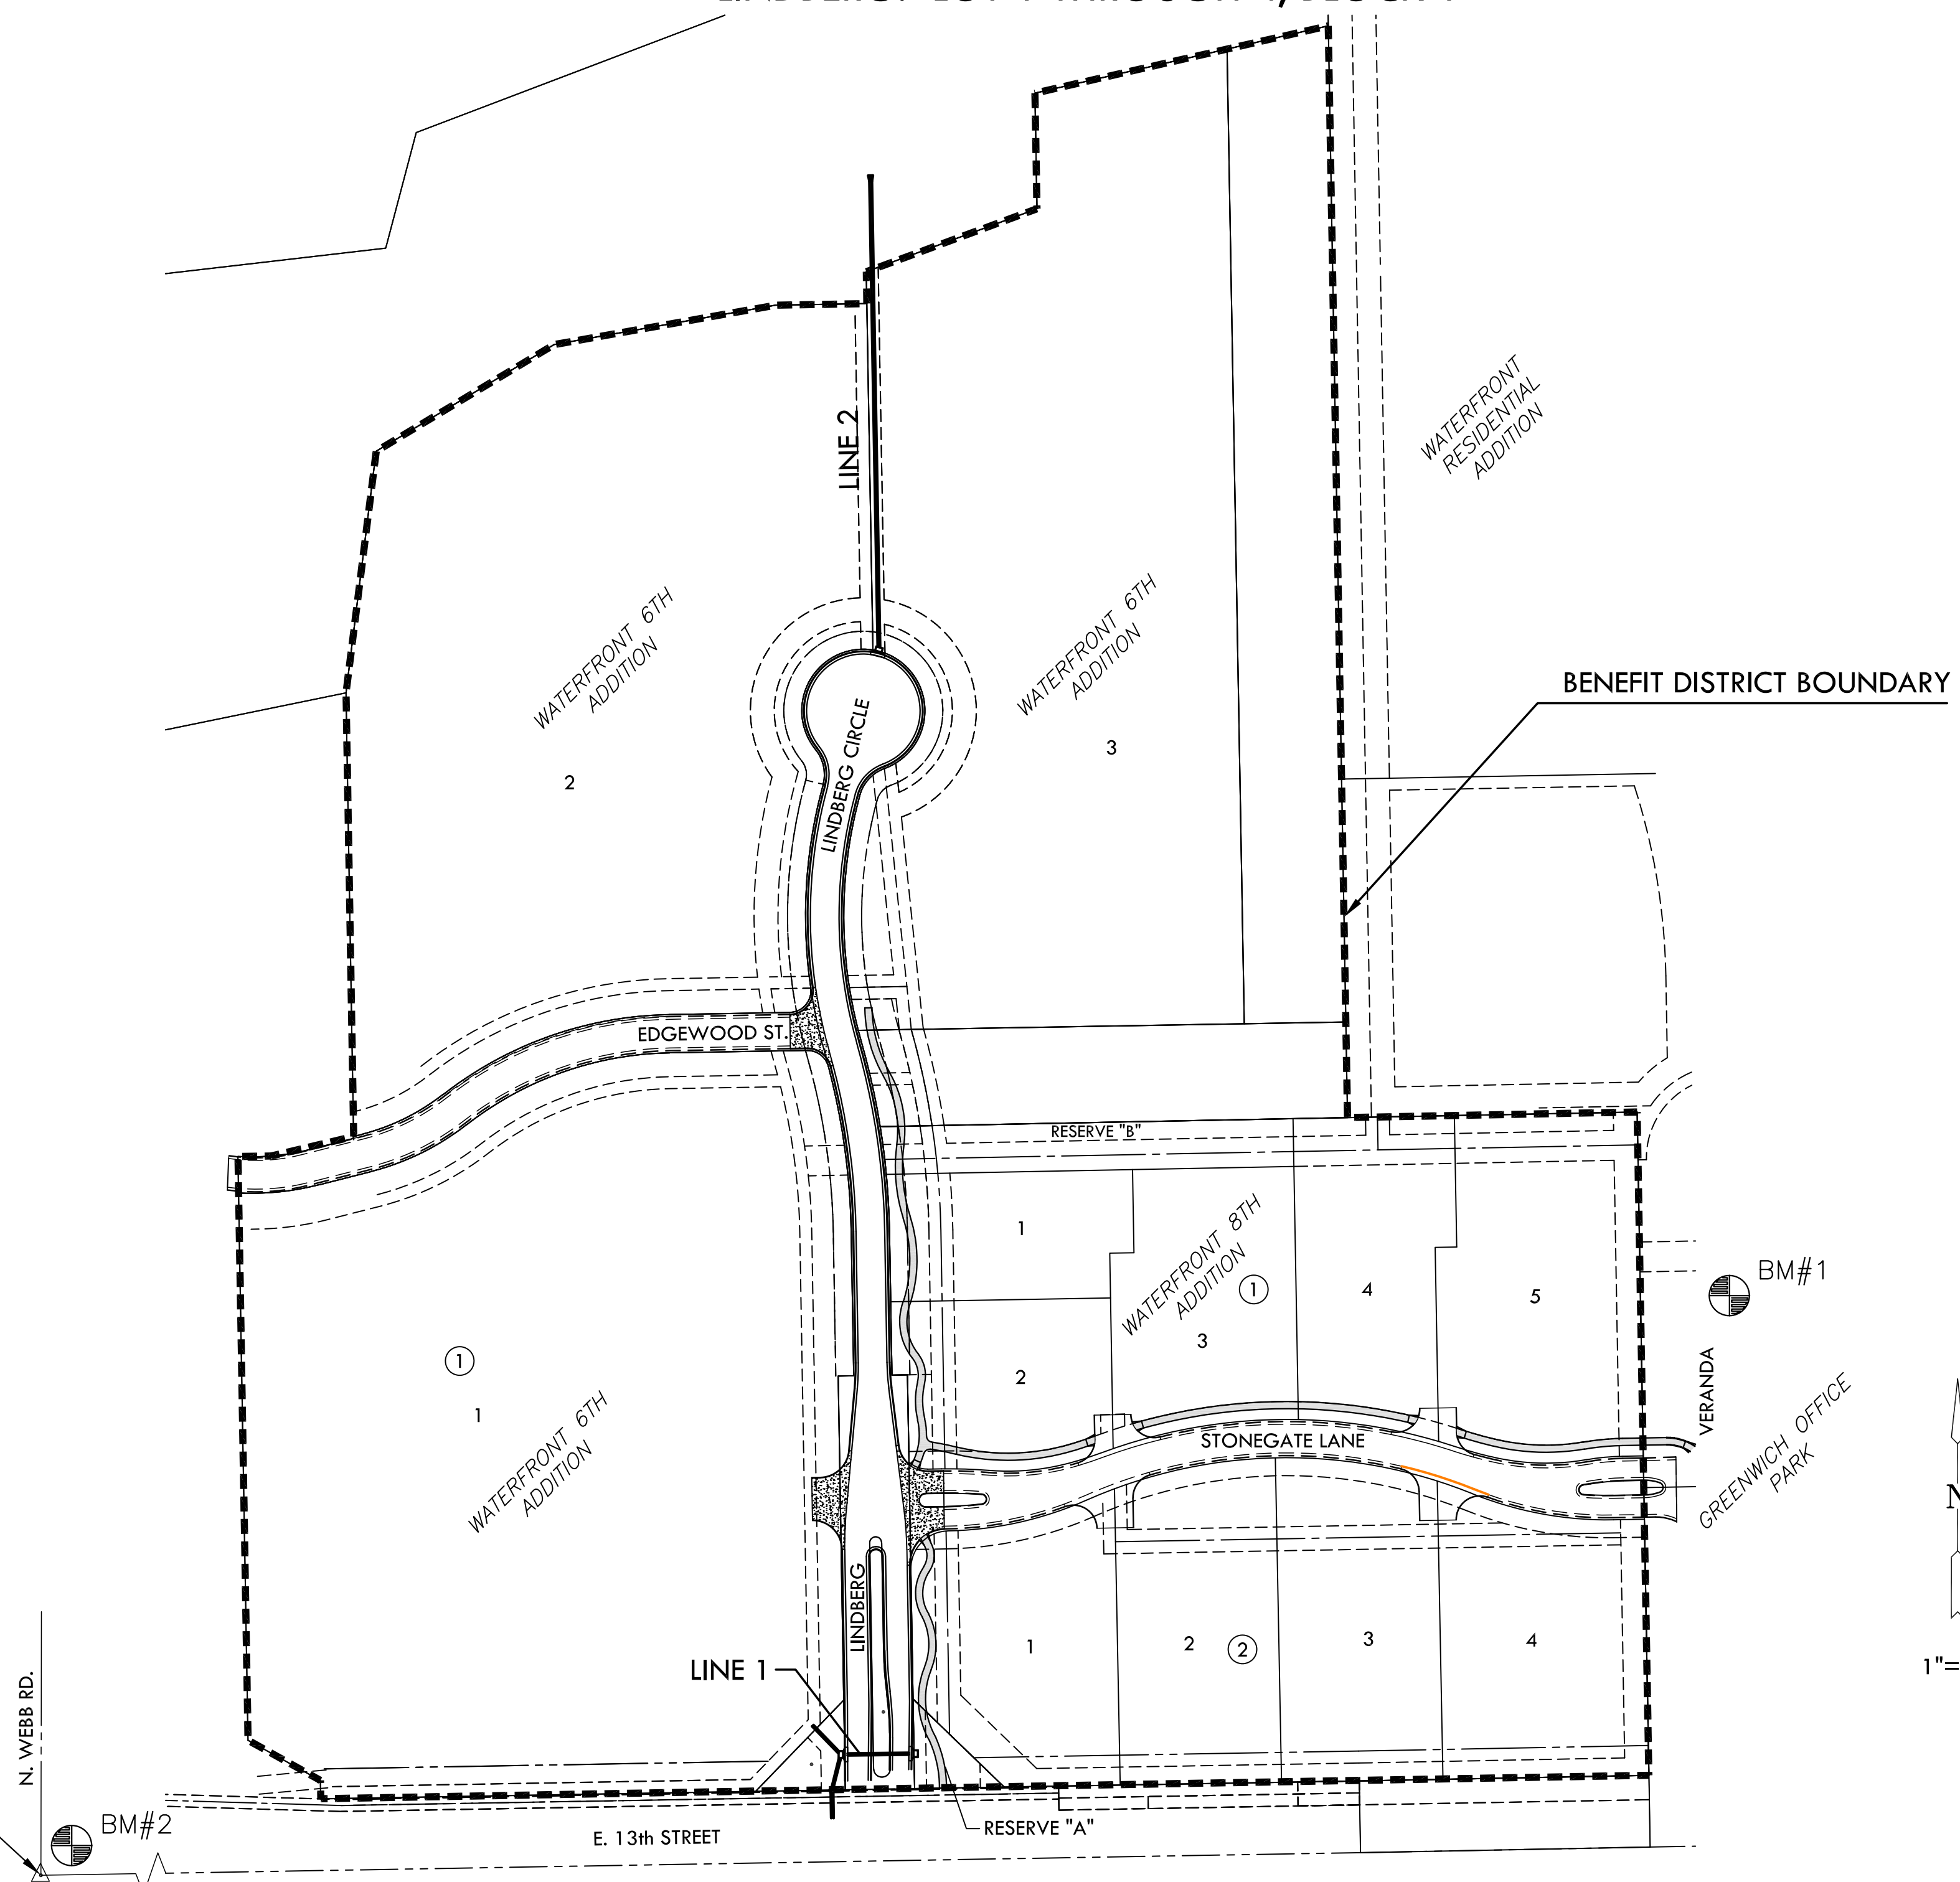 LINE 2
WATERFRONT
RESIDENTIAL
ADDITION
WATERFRONT 6TH
ADDITION
2
WATERFRONT 6TH
ADDITION
3
BENEFIT DISTRICT BOUNDARY
LINDBERG CIRCLE
EDGEWOOD ST.
RESERVE "B"
1
WATERFRONT 8TH
ADDITION
1
4
5
BM#1
3
2
1
1
WATERFRONT 6TH
ADDITION
VERANDA
STONEGATE LANE
GREENWICH OFFICE
PARK
N
LINDBERG
1
2
2
3
4
LINE 1
1"=
N. WEBB RD.
BM#2
E. 13th STREET
RESERVE "A"